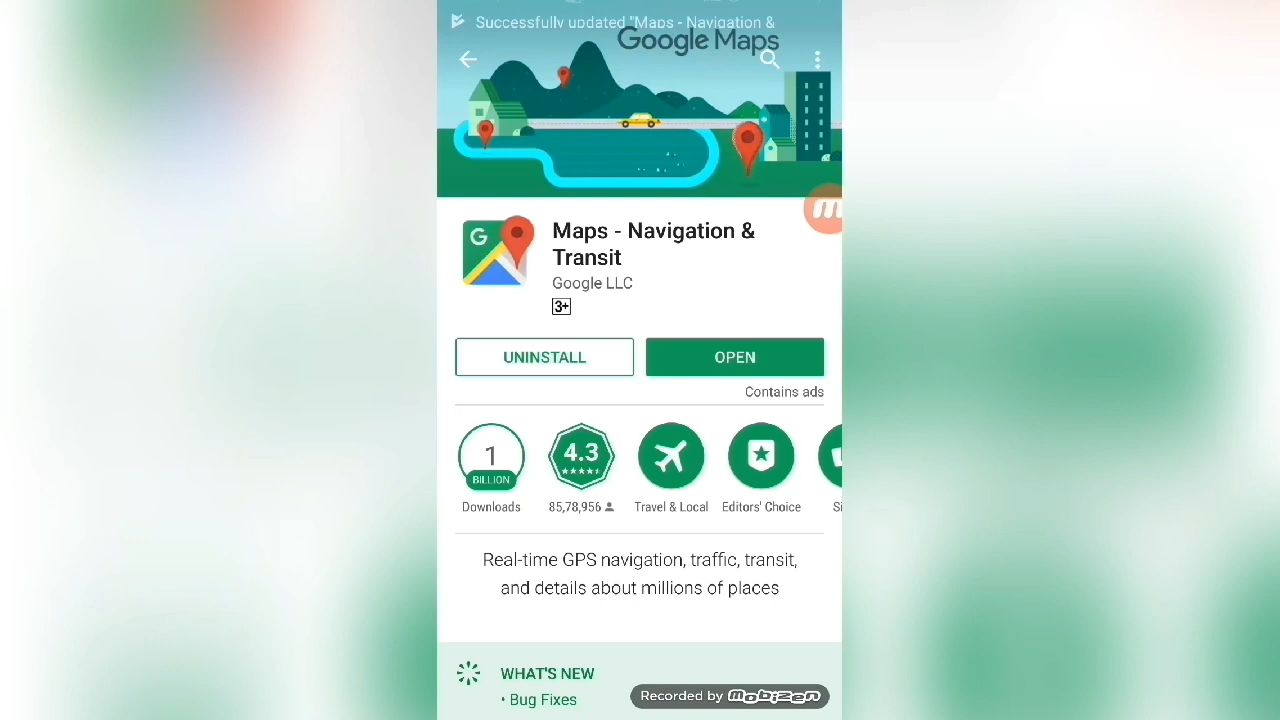 Successfully updated "Maps - Navigation &
Google Maps
G
Maps - Navigation &
Transit
Google LLC
3+
UNINSTALL
OPEN
Contains ads
1
BILLION
Downloads
4.3
85,78,956
Travel & Local
Editors' Choice
Si
Real-time GPS navigation, traffic, transit,
and details about millions of places
WHAT'S NEW
• Bug Fixes
Recorded by mobizen